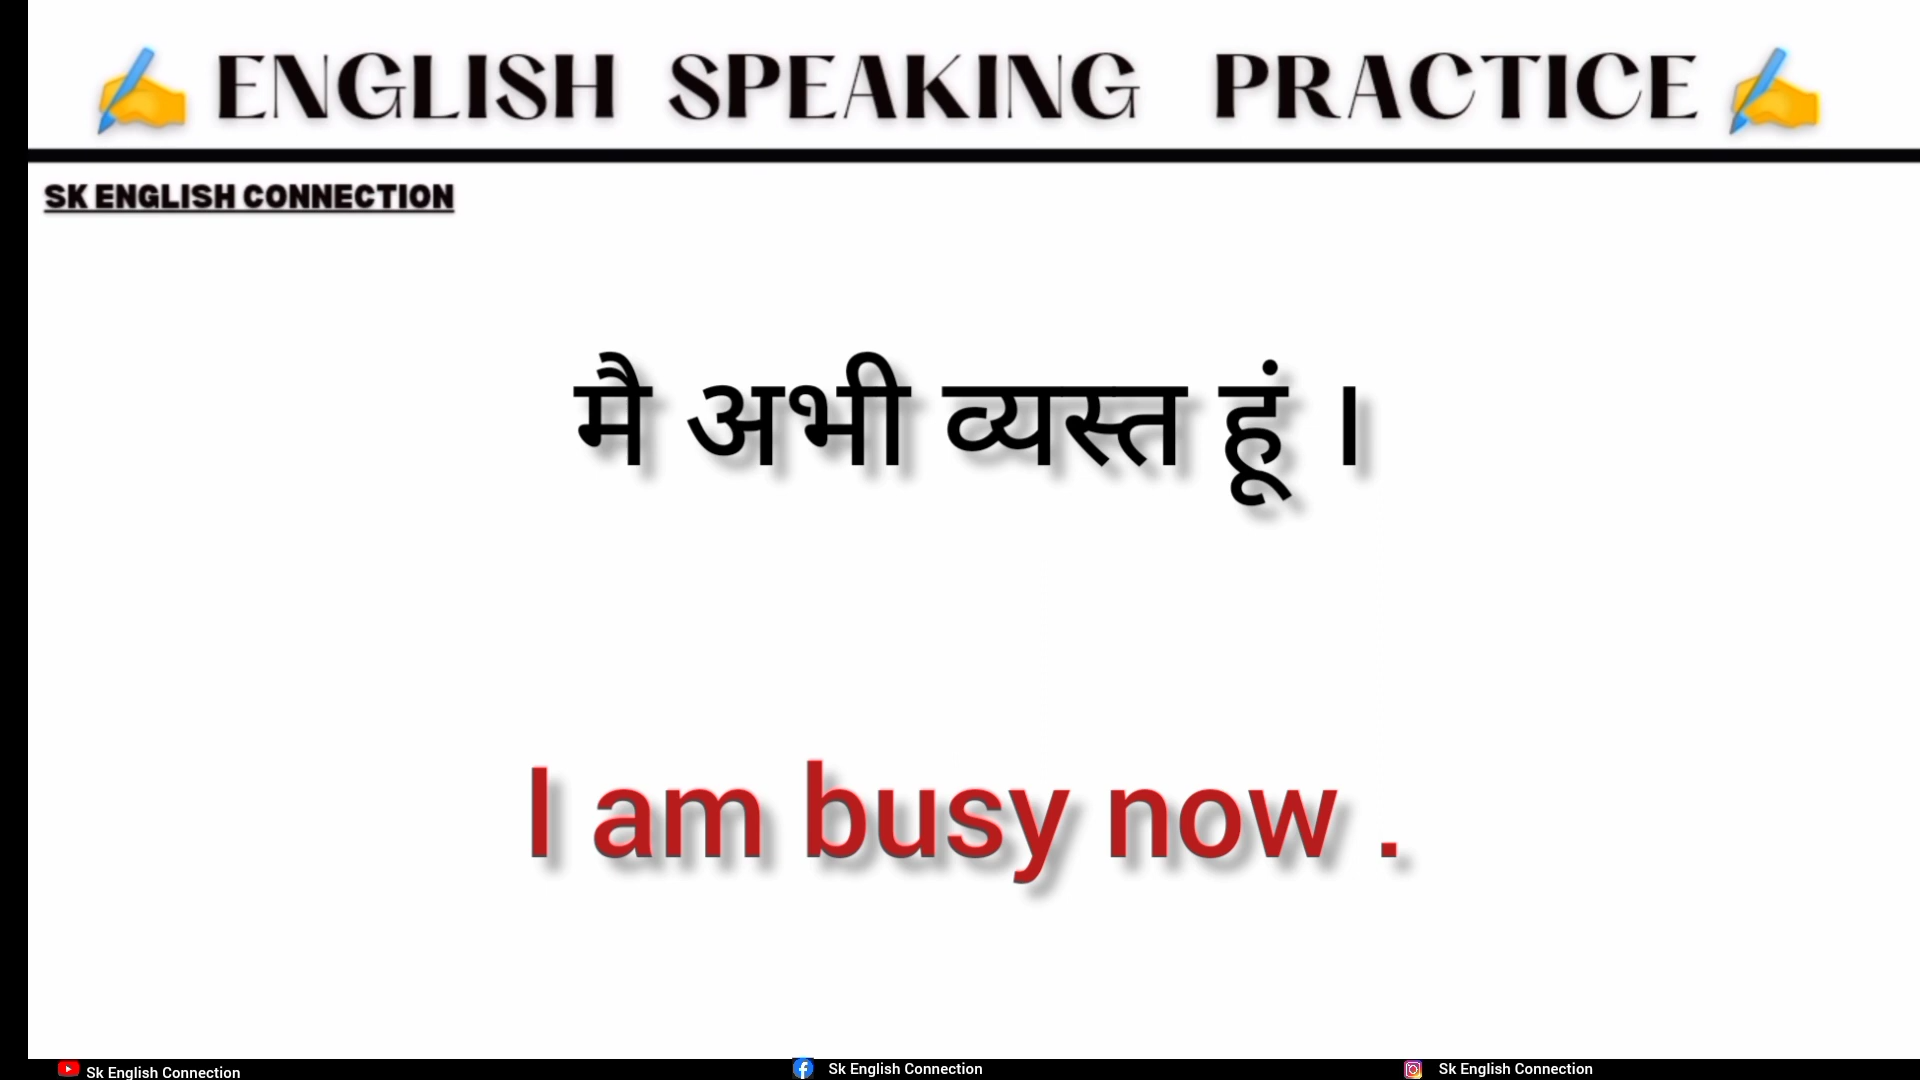 ✍️ ENGLISH SPEAKING PRACTICE ✍️
SK ENGLISH CONNECTION
मै अभी व्यस्त हूं ।
I am busy now .
Sk English Connection
Sk English Connection
Sk English Connection